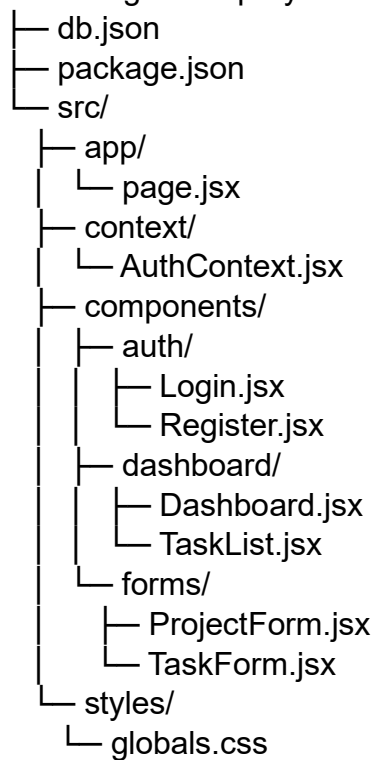 ├─ db.json
├─ package.json
└─ src/
├─ app/
│ └─ page.jsx
├─ context/
│ └─ AuthContext.jsx
├─ components/
│ ├─ auth/
│ │ ├─ Login.jsx
│ │ └─ Register.jsx
│ ├─ dashboard/
│ │ ├─ Dashboard.jsx
│ │ └─ TaskList.jsx
│ └─ forms/
│ ├─ ProjectForm.jsx
│ └─ TaskForm.jsx
└─ styles/
└─ globals.css